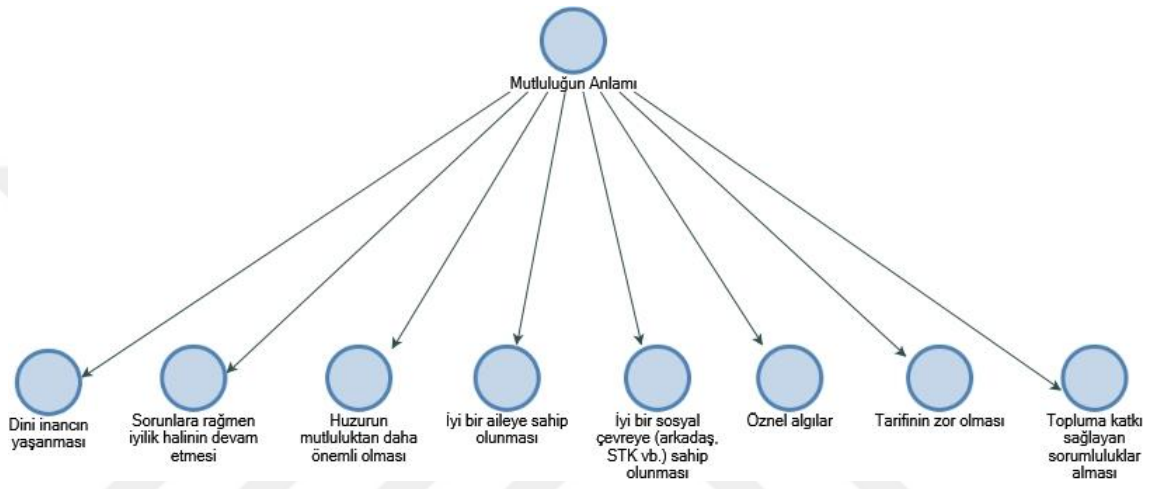 Mutluluğun Anlamı
Dini inancın
yaşanması
Sorunlara rağmen
iyilik halinin devam
etmesi
Huzurun
mutluluktan daha
önemli olması
İyi bir aileye sahip
olunması
İyi bir sosyal
çevreye (arkadaş,
STK vb.) sahip
olunması
Öznel algılar
Tarifinin zor olması
Topluma katkı
sağlayan
sorumluluklar
alması